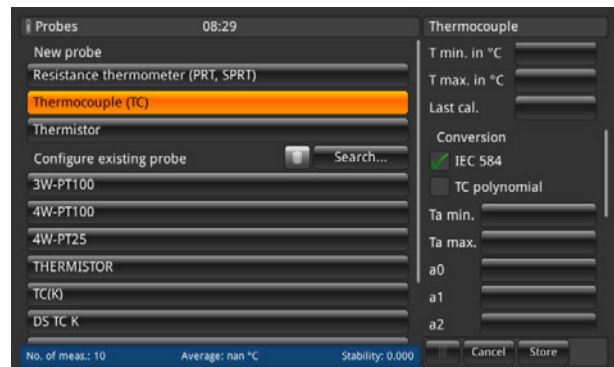 Probes 08:29
New probe
Resistance thermometer (PRT, SPRT)
Thermocouple (TC)
Thermistor
Configure existing probe Search...
3W-PT100
4W-PT100
4W-PT25
THERMISTOR
TC(K)
DS TC K
No. of meas.: 10 Average: nan °C Stability: 0.000
Thermocouple
T min. in °C
T max. in °C
Last cal.
Conversion
IEC 584
TC polynomial
Ta min.
Ta max.
a0
a1
a2
Cancel Store